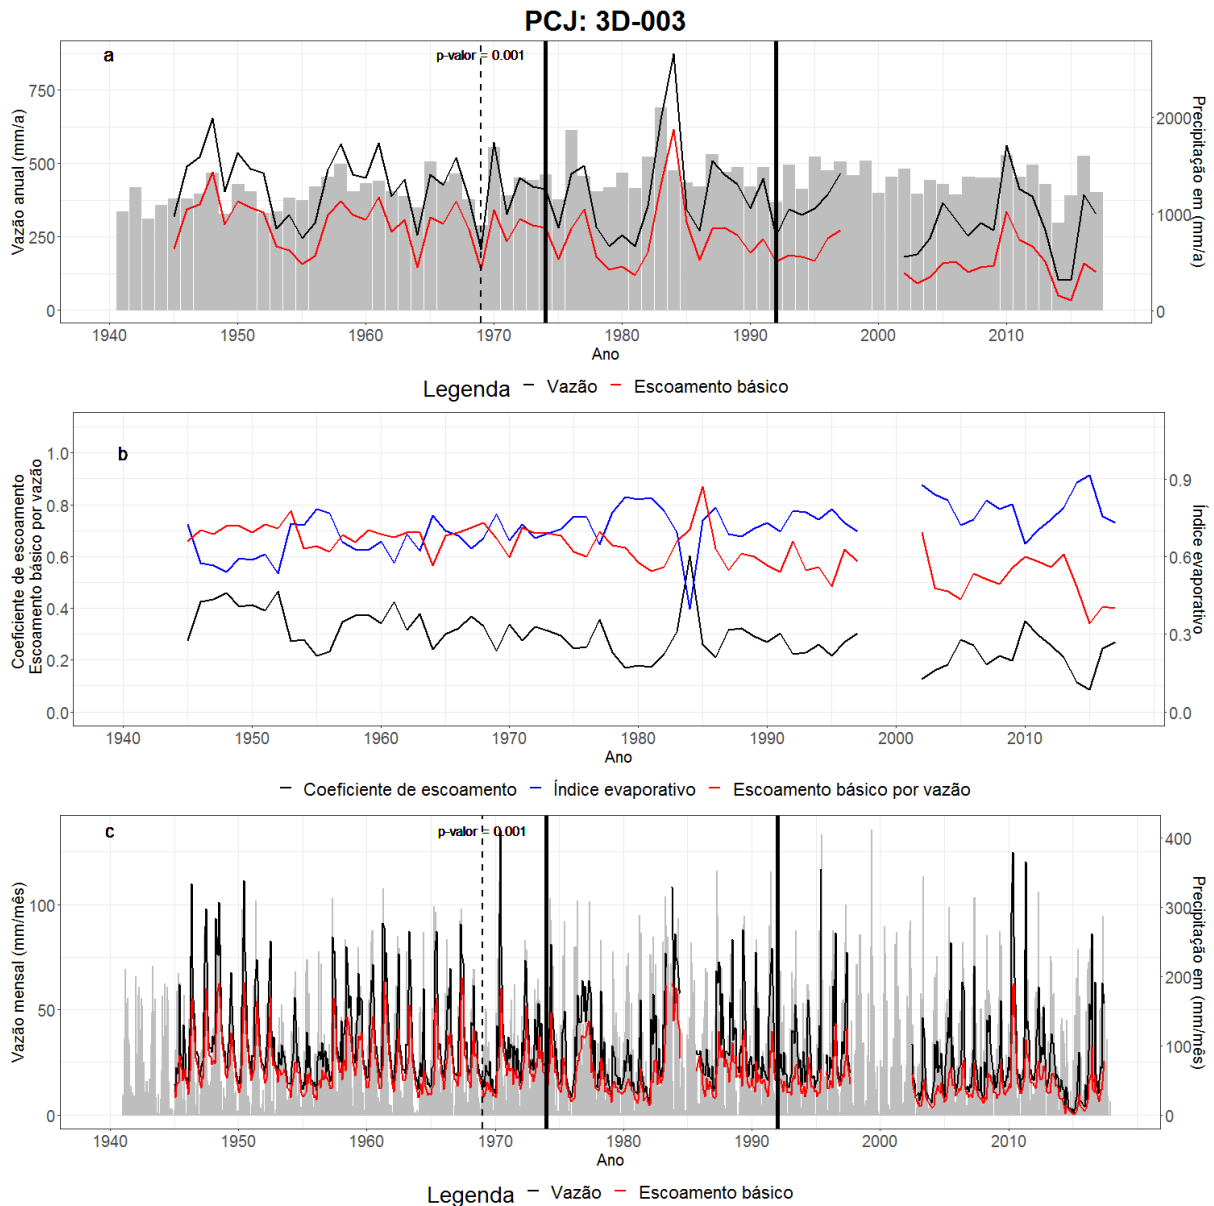 PCJ: 3D-003
a
p-valor = 0.001
Vazão anual (mm/a)
750
500
250
0
2000
1000
0
Precipitação em (mm/a)
1940 1950 1960 1970 1980 1990 2000 2010
Ano
Legenda Vazão Escoamento básico
b
Coeficiente de escoamento
Escoamento básico por vazão
1.0
0.8
0.6
0.4
0.2
0.0
0.9
0.6
0.3
0.0
Índice evaporativo
1940 1950 1960 1970 1980 1990 2000 2010
Ano
Coeficiente de escoamento Índice evaporativo Escoamento básico por vazão
c
p-valor = 0.001
Vazão mensal (mm/mês)
100
50
0
400
300
200
100
0
Precipitação em (mm/mês)
1940 1950 1960 1970 1980 1990 2000 2010
Ano
Legenda Vazão Escoamento básico